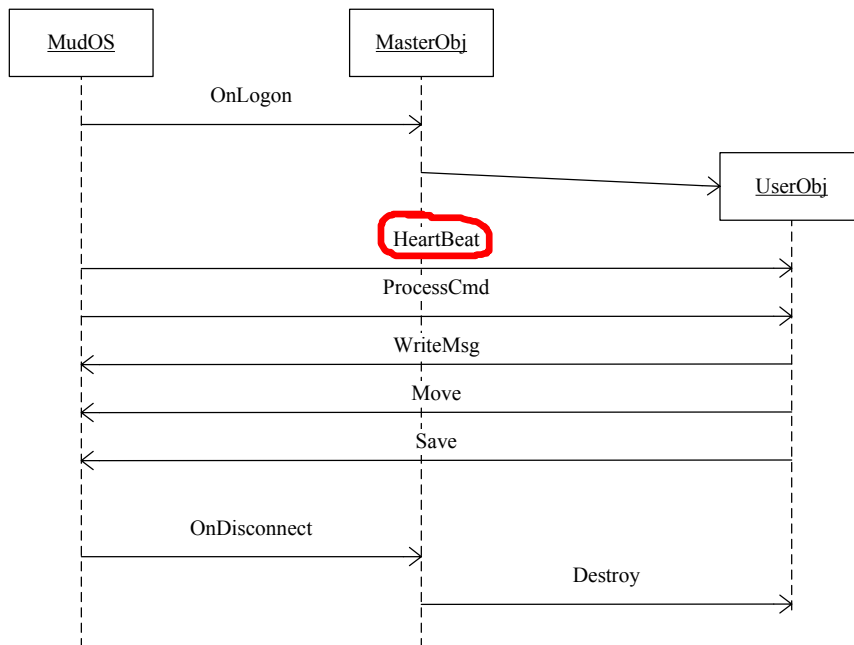 MudOS
MasterObj
OnLogon
UserObj
HeartBeat
ProcessCmd
WriteMsg
Move
Save
OnDisconnect
Destroy